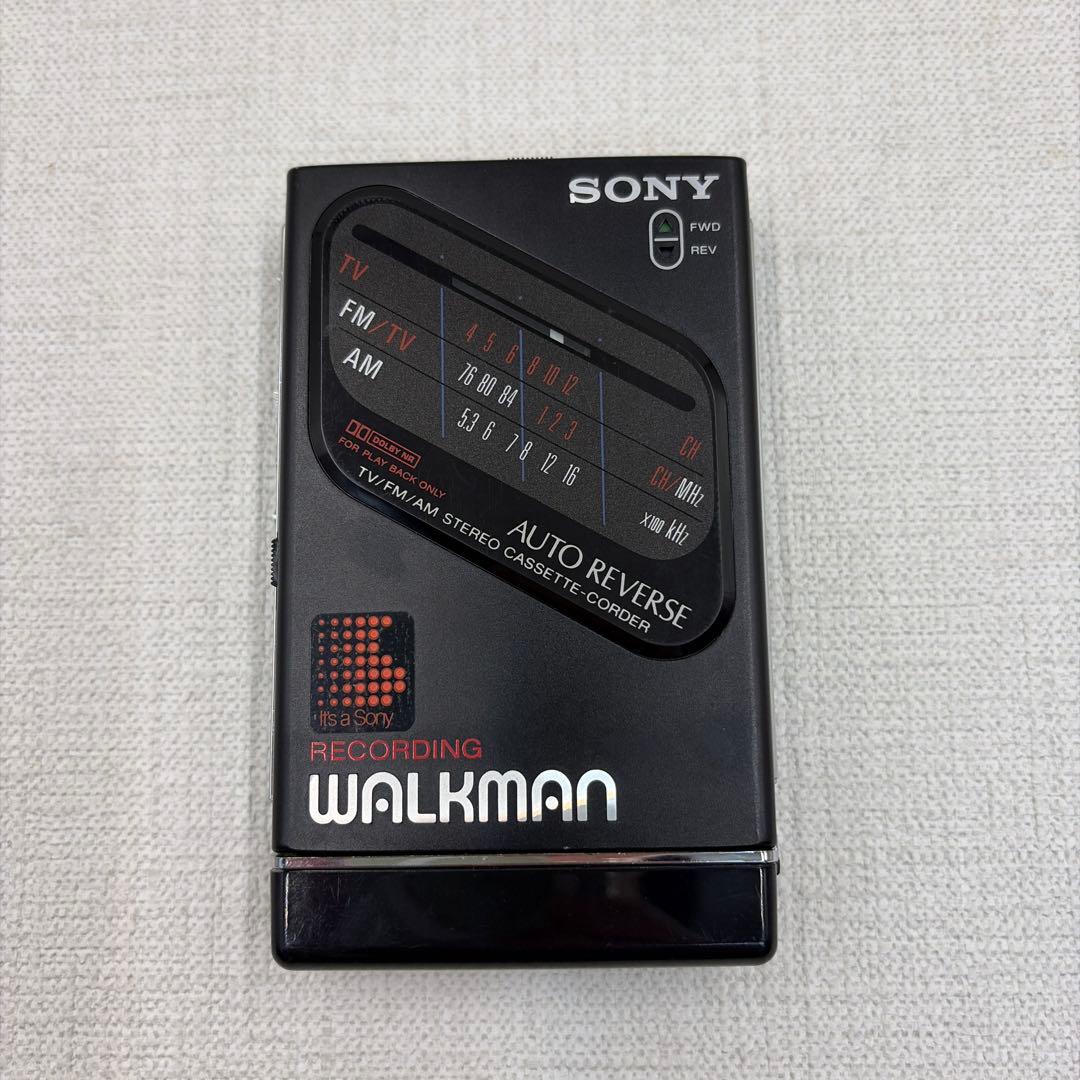 SONY
FWD
REV
TV 4 5 6 8 10 12 CH
FM/TV 76 80 84 1 2 3 CH/MHz
AM 5.3 6 7 8 12 16 X100 kHz
DOLBY NR
FOR PLAY BACK ONLY
TV/FM/AM STEREO CASSETTE-CORDER
AUTO REVERSE
It's a Sony
RECORDING
WALKMAN